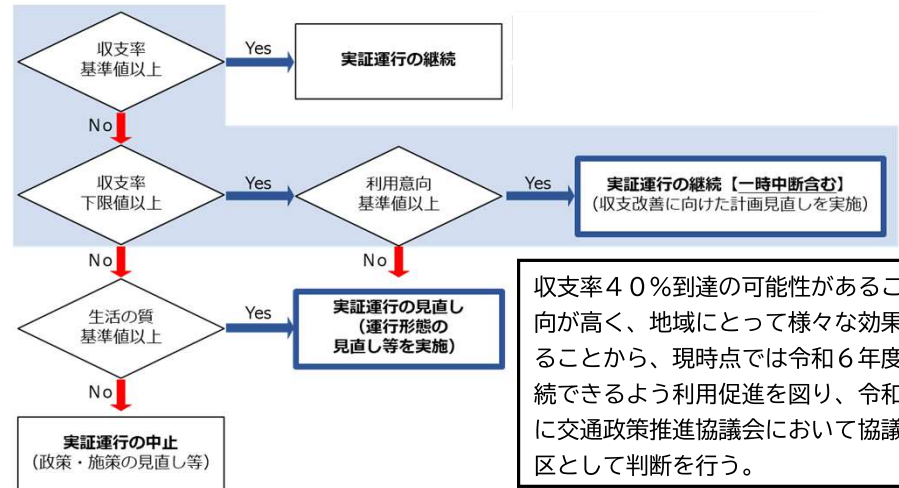 収支率
基準値以上
Yes
実証運行の継続
No
収支率
下限値以上
Yes
利用意向
基準値以上
Yes
実証運行の継続【一時中断含む】
(収支改善に向けた計画見直しを実施)
No
No
生活の質
基準値以上
Yes
実証運行の見直し
(運行形態の
見直し等を実施)
No
実証運行の中止
(政策・施策の見直し等)
収支率40%到達の可能性があるこ
向が高く、地域にとって様々な効果
ることから、現時点では令和6年度
続できるよう利用促進を図り、令和
に交通政策推進協議会において協議
区として判断を行う。